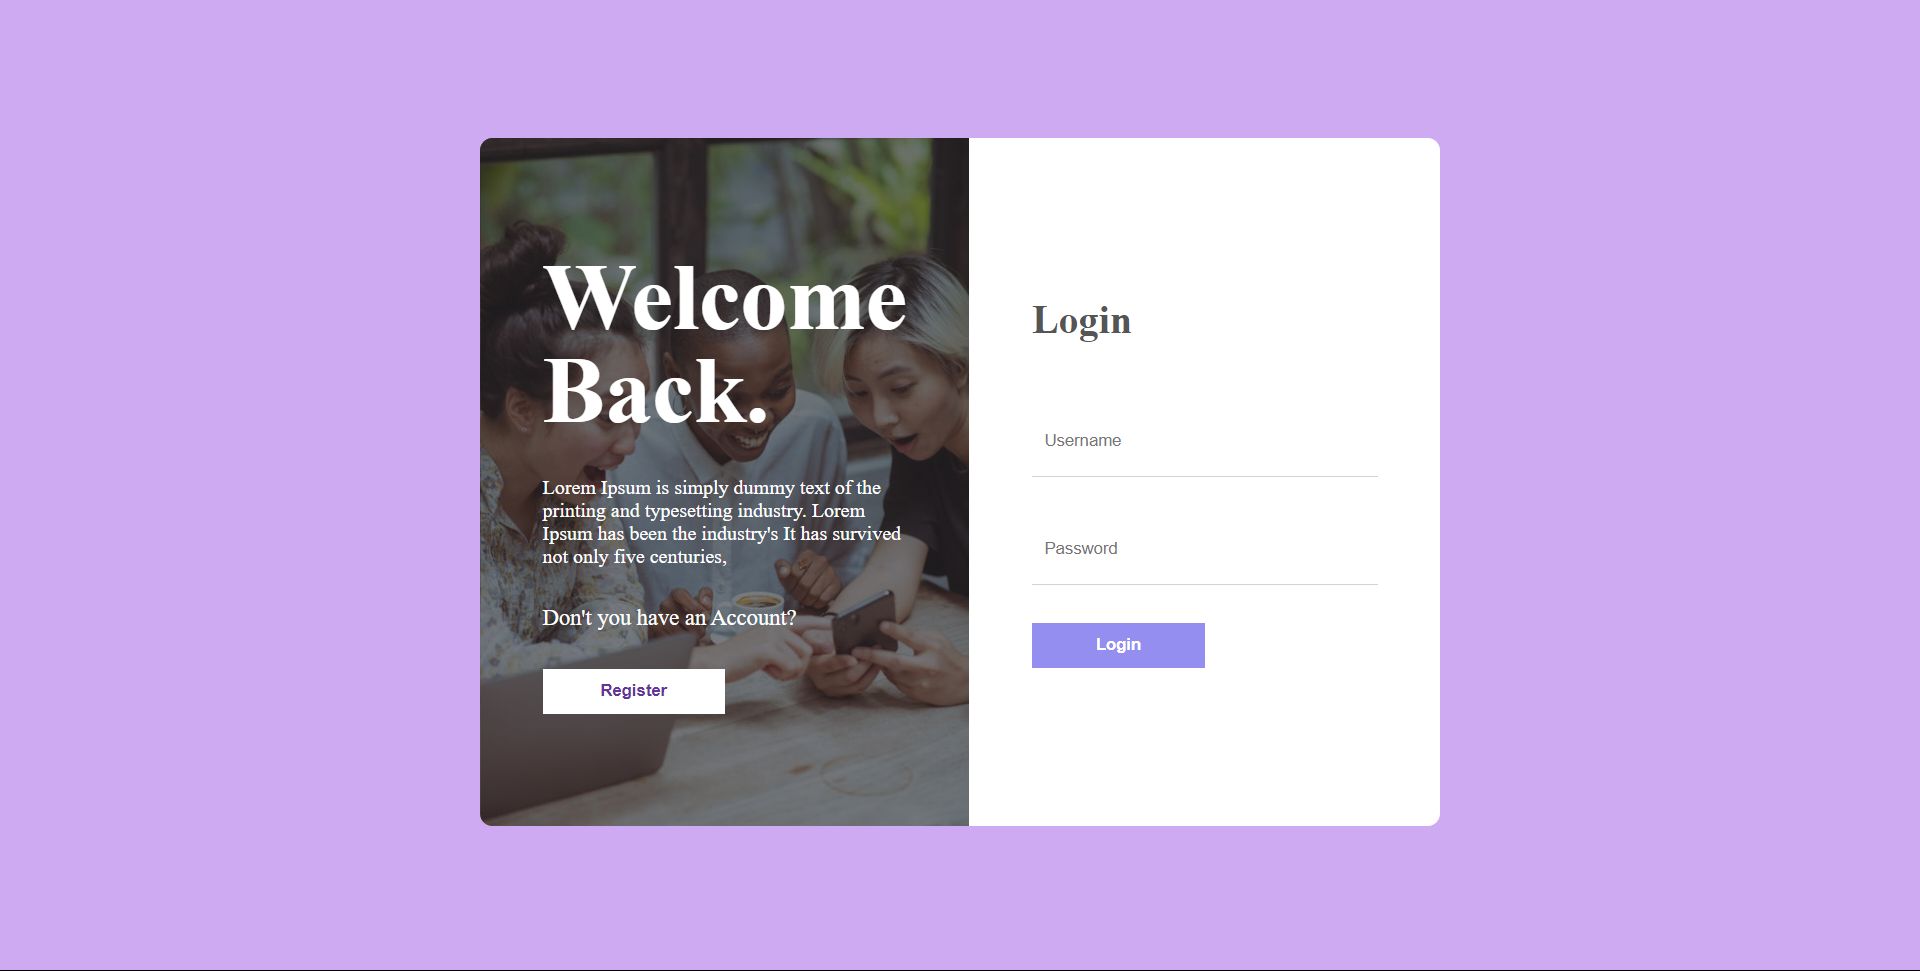 Welcome
Back.
Lorem Ipsum is simply dummy text of the
printing and typesetting industry. Lorem
Ipsum has been the industry's It has survived
not only five centuries,
Don't you have an Account?
Register
Login
Username
Password
Login